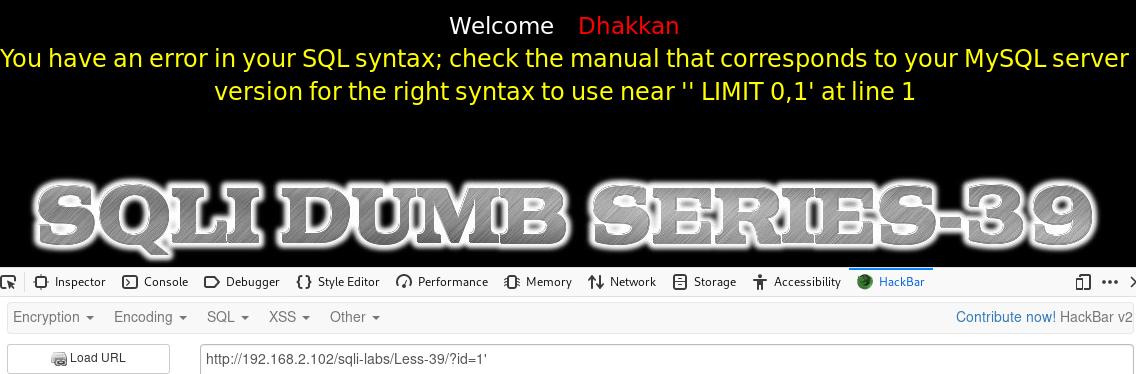 Welcome Dhakkan
You have an error in your SQL syntax; check the manual that corresponds to your MySQL server
version for the right syntax to use near '' LIMIT 0,1' at line 1
SQLI DUMB SERIES-39
Inspector Console Debugger Style Editor Performance Memory Network Storage Accessibility HackBar
Encryption Encoding SQL XSS Other Contribute now! HackBar v2
Load URL http://192.168.2.102/sqli-labs/Less-39/?id=1'